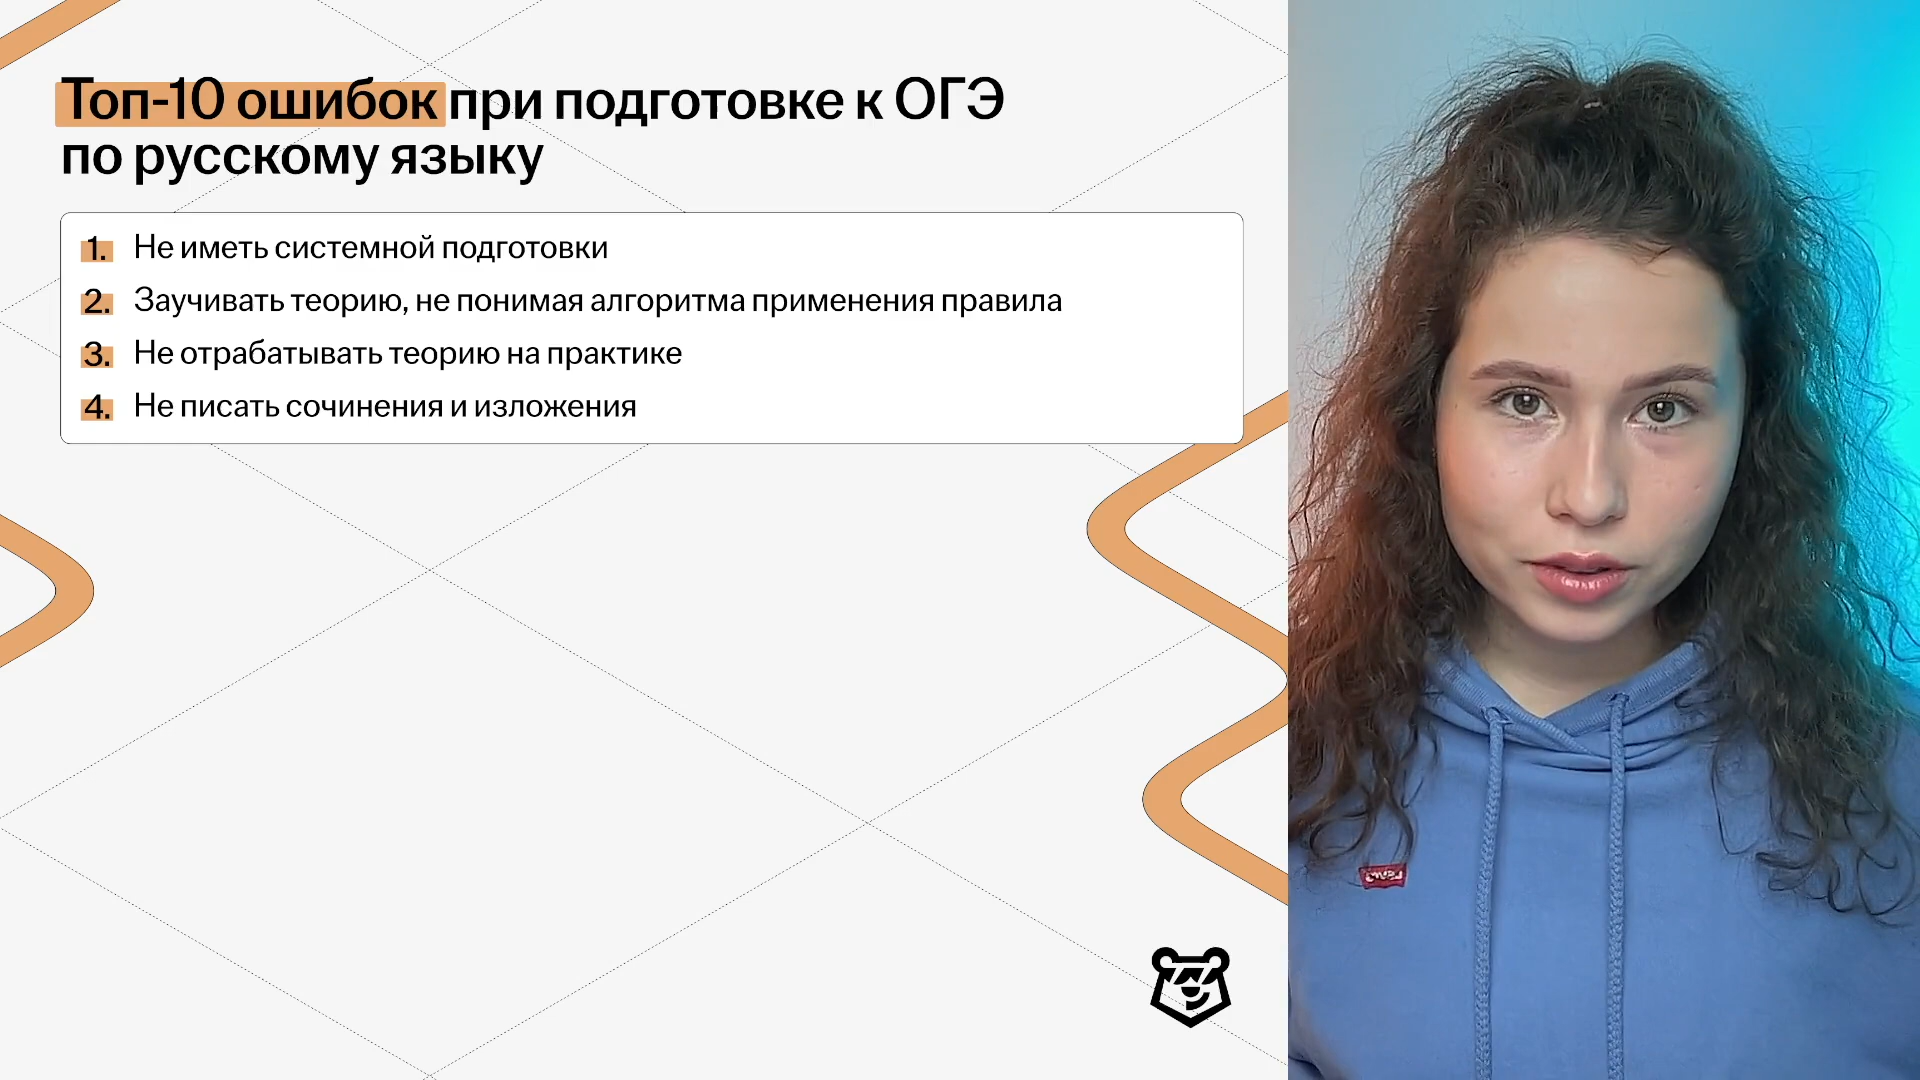 Топ-10 ошибок при подготовке к ОГЭ
по русскому языку
1. Не иметь системной подготовки
2. Заучивать теорию, не понимая алгоритма применения правила
3. Не отрабатывать теорию на практике
4. Не писать сочинения и изложения